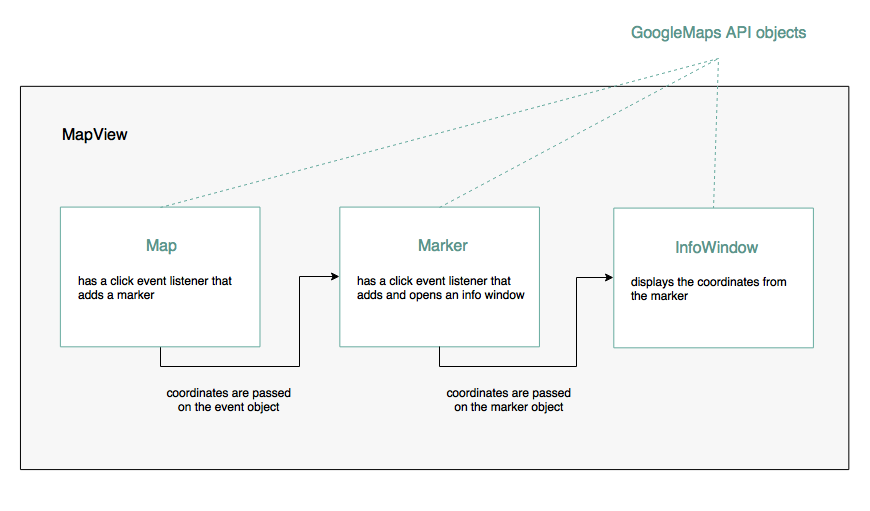 GoogleMaps API objects
MapView
Map
has a click event listener that
adds a marker
Marker
has a click event listener that
adds and opens an info window
InfoWindow
displays the coordinates from
the marker
coordinates are passed
on the event object
coordinates are passed
on the marker object